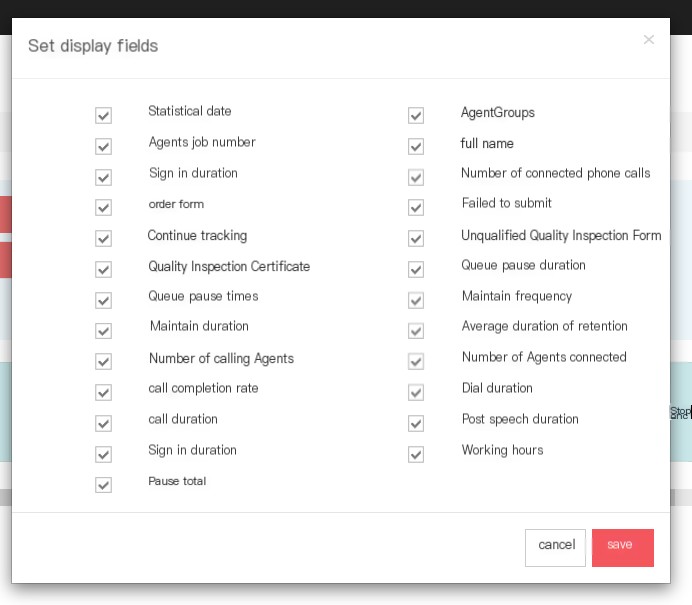 Set display fields
×
Statistical date
AgentGroups
Agents job number
full name
Sign in duration
Number of connected phone calls
order form
Failed to submit
Continue tracking
Unqualified Quality Inspection Form
Quality Inspection Certificate
Queue pause duration
Queue pause times
Maintain frequency
Maintain duration
Average duration of retention
Number of calling Agents
Number of Agents connected
call completion rate
Dial duration
call duration
Post speech duration
Sign in duration
Working hours
Pause total
Stop
and
cancel
save